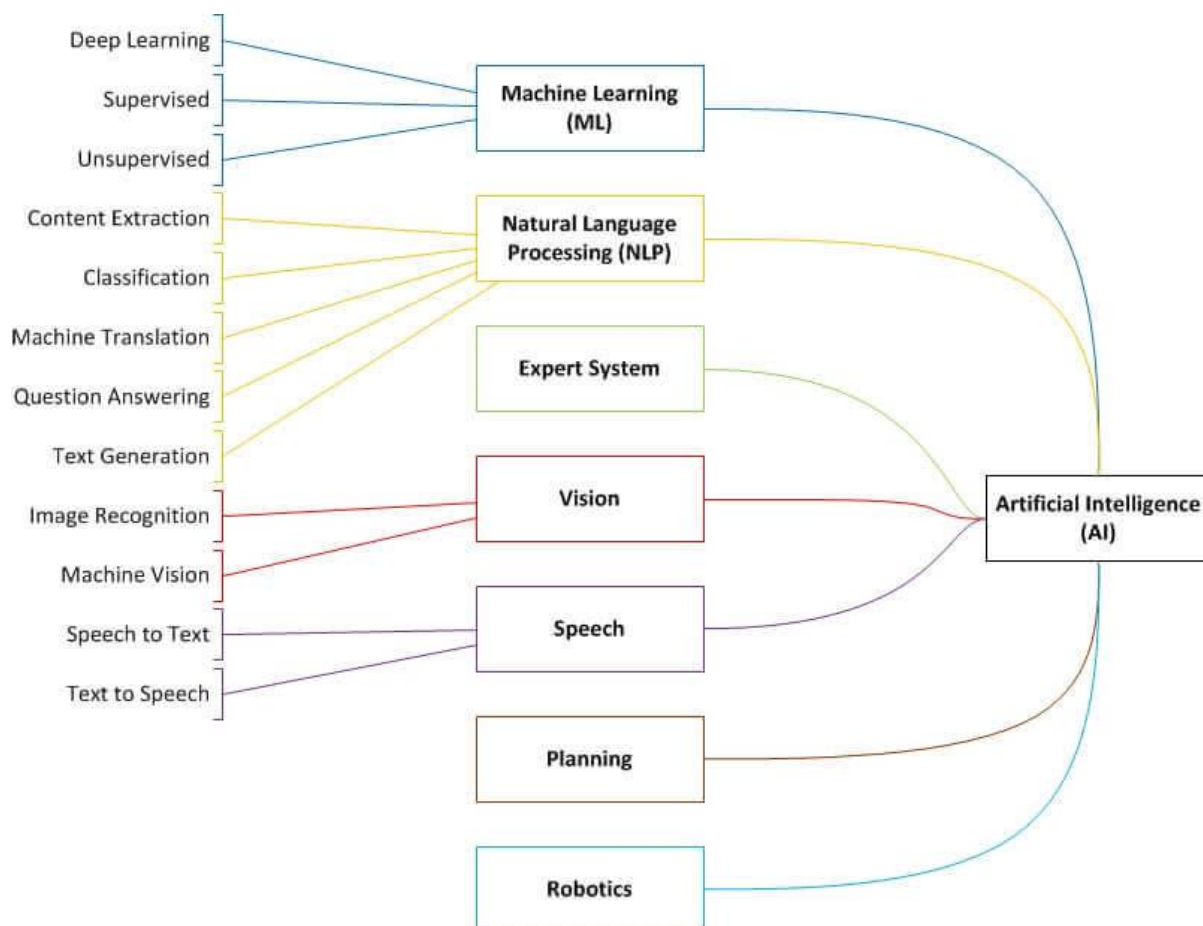 Deep Learning
Supervised
Unsupervised
Content Extraction
Classification
Machine Translation
Question Answering
Text Generation
Image Recognition
Machine Vision
Speech to Text
Text to Speech
Machine Learning
(ML)
Natural Language
Processing (NLP)
Expert System
Vision
Speech
Planning
Robotics
Artificial Intelligence
(AI)